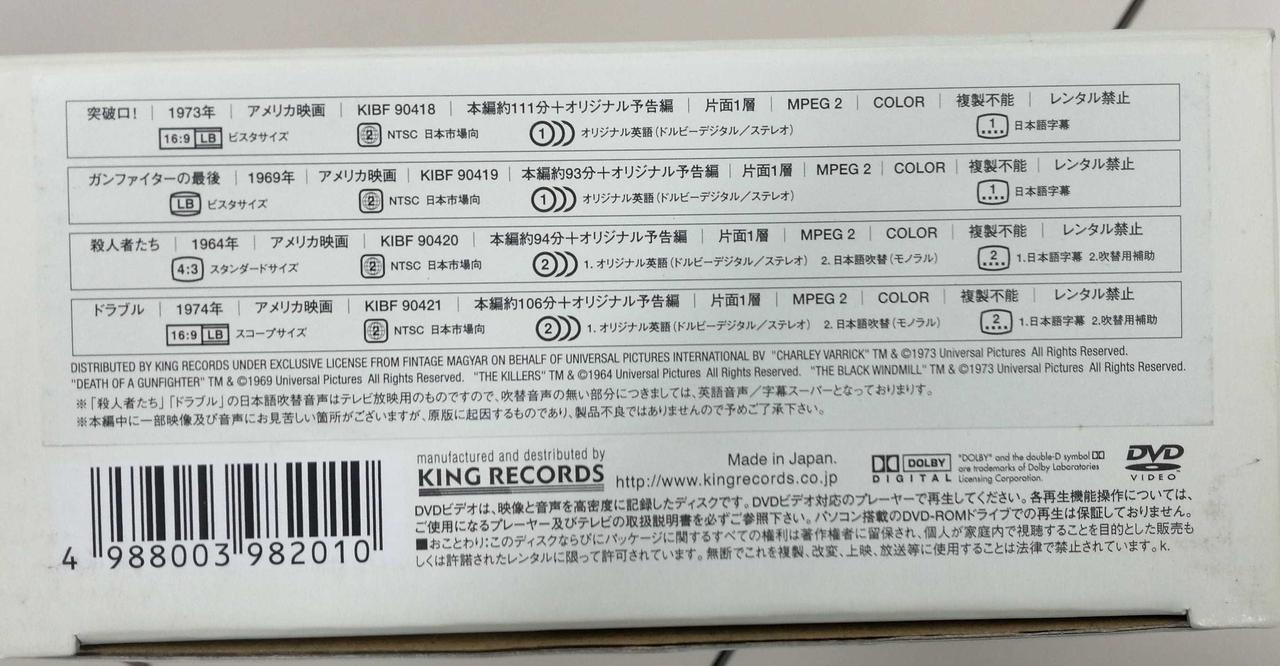 突破口! | 1973年 | アメリカ映画 | KIBF 90418 | 本編約111分+オリジナル予告編 | 片面1層 | MPEG 2 | COLOR | 複製不能 | レンタル禁止
16:9 LB ビスタサイズ 2 NTSC 日本市場向 1 オリジナル英語(ドルビーデジタル/ステレオ) 1 日本語字幕
ガンファイターの最後 | 1969年 | アメリカ映画 | KIBF 90419 | 本編約93分+オリジナル予告編 | 片面1層 | MPEG 2 | COLOR | 複製不能 | レンタル禁止
LB ビスタサイズ 2 NTSC 日本市場向 1 オリジナル英語(ドルビーデジタル/ステレオ) 1 日本語字幕
殺人者たち | 1964年 | アメリカ映画 | KIBF 90420 | 本編約94分+オリジナル予告編 | 片面1層 | MPEG 2 | COLOR | 複製不能 | レンタル禁止
4:3 スタンダードサイズ 2 NTSC 日本市場向 2 1. オリジナル英語(ドルビーデジタル/ステレオ) 2. 日本語吹替(モノラル) 2 1.日本語字幕 2.吹替用補助
ドラブル | 1974年 | アメリカ映画 | KIBF 90421 | 本編約106分+オリジナル予告編 | 片面1層 | MPEG 2 | COLOR | 複製不能 | レンタル禁止
16:9 LB スコープサイズ 2 NTSC 日本市場向 2 1. オリジナル英語(ドルビーデジタル/ステレオ) 2. 日本語吹替(モノラル) 2 1.日本語字幕 2.吹替用補助
DISTRIBUTED BY KING RECORDS UNDER EXCLUSIVE LICENSE FROM FINTAGE MAGYAR ON BEHALF OF UNIVERSAL PICTURES INTERNATIONAL BV "CHARLEY VARRICK" TM & ©1973 Universal Pictures All Rights Reserved.
"DEATH OF A GUNFIGHTER" TM & ©1969 Universal Pictures All Rights Reserved. "THE KILLERS" TM & ©1964 Universal Pictures All Rights Reserved. "THE BLACK WINDMILL" TM & ©1973 Universal Pictures All Rights Reserved.
※「殺人者たち」「ドラブル」の日本語吹替音声はテレビ放映用のものですので、吹替音声の無い部分につきましては、英語音声/字幕スーパーとなっておりまりす。
※本編中に一部映像及び音声にお見苦しい箇所がございますが、原版に起因するものであり、製品不良ではありませんので予めご了承下さい。
manufactured and distributed by
KING RECORDS
Made in Japan.
http://www.kingrecords.co.jp
DOLBY
DIGITAL
"DOLBY" and the double-D symbol
are trademarks of Dolby Laboratories
Licensing Corporation.
DVD
VIDEO
DVDビデオは、映像と音声を高密度に記録したディスクです。DVDビデオ対応のプレーヤーで再生してください。各再生機能操作については、
ご使用になるプレーヤー及びテレビの取扱説明書を必ずご参照下さい。パソコン搭載のDVD-ROMドライブでの再生は保証しておりません。
■おことわり:このディスクならびにパッケージに関するすべての権利は著作権者に留保され、個人が家庭内で視聴することを目的とした販売も
しくは許諾されたレンタルに限って許可されています。無断でこれを複製、改変、上映、放送等に使用することは法律で禁止されています。K.
4 988003 982010